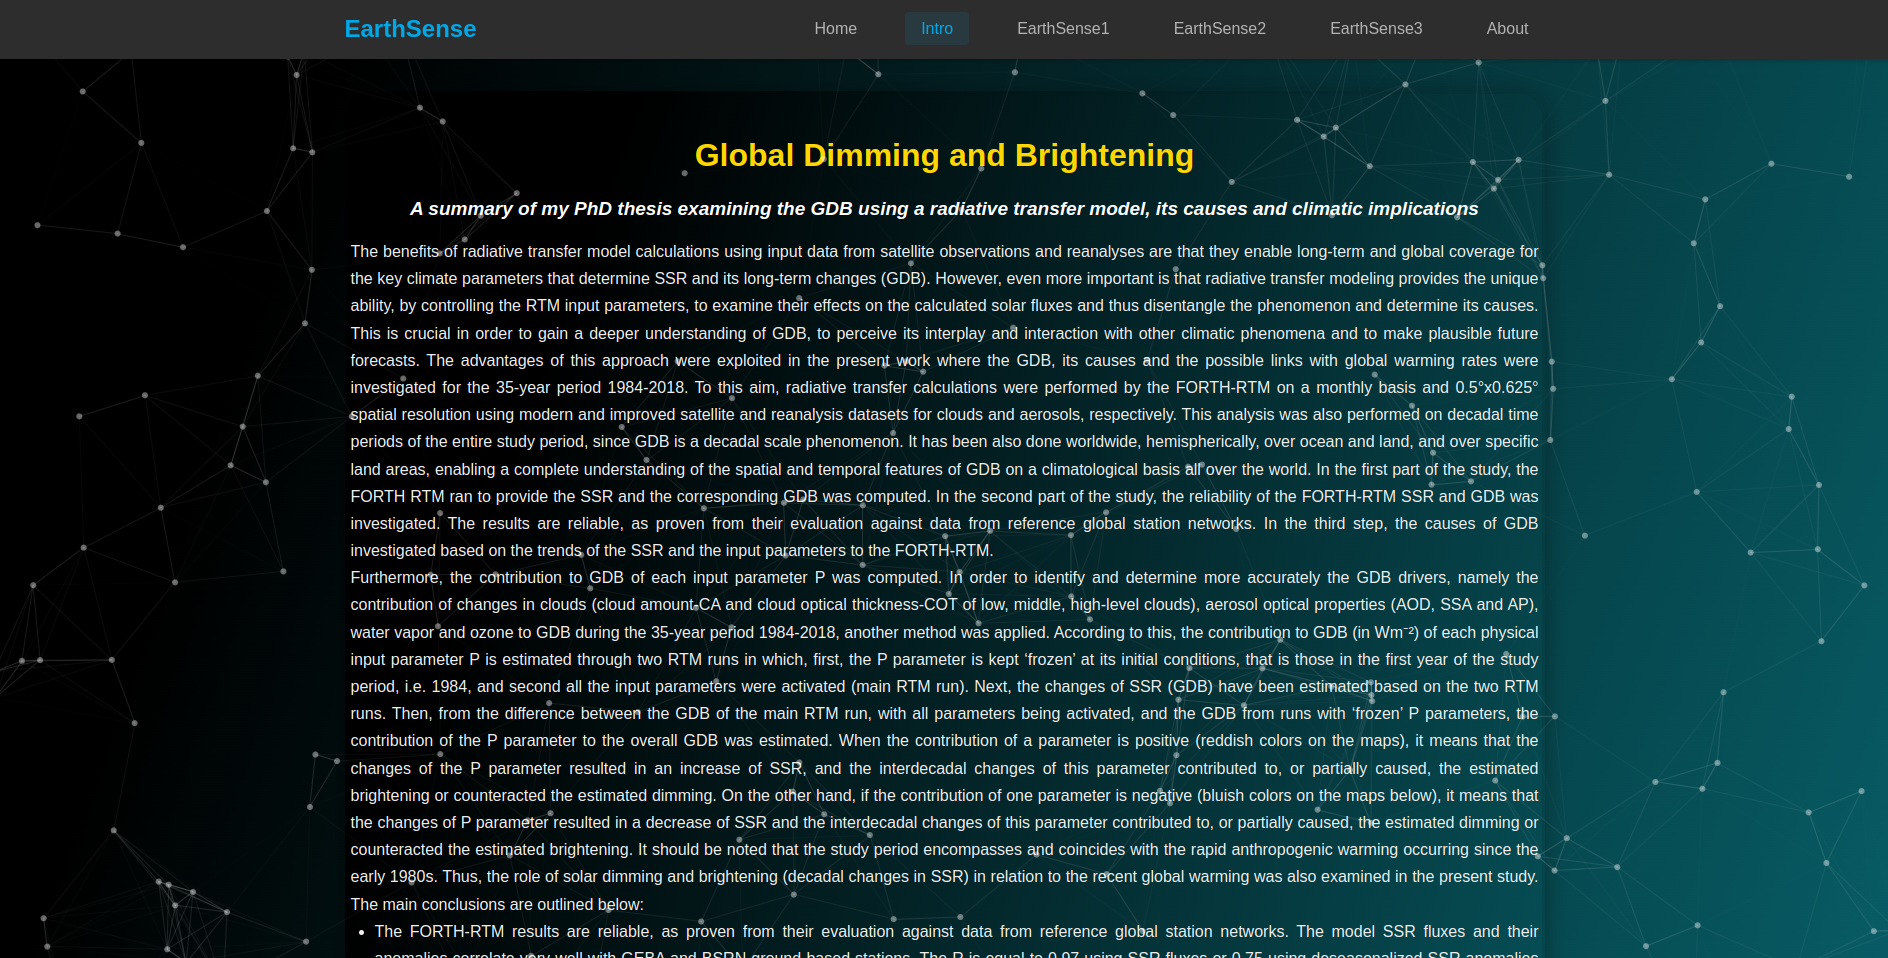 EarthSense
Home Intro EarthSense1 EarthSense2 EarthSense3 About
Global Dimming and Brightening
A summary of my PhD thesis examining the GDB using a radiative transfer model, its causes and climatic implications
The benefits of radiative transfer model calculations using input data from satellite observations and reanalyses are that they enable long-term and global coverage for
the key climate parameters that determine SSR and its long-term changes (GDB). However, even more important is that radiative transfer modeling provides the unique
ability, by controlling the RTM input parameters, to examine their effects on the calculated solar fluxes and thus disentangle the phenomenon and determine its causes.
This is crucial in order to gain a deeper understanding of GDB, to perceive its interplay and interaction with other climatic phenomena and to make plausible future
forecasts. The advantages of this approach were exploited in the present work where the GDB, its causes and the possible links with global warming rates were
investigated for the 35-year period 1984-2018. To this aim, radiative transfer calculations were performed by the FORTH-RTM on a monthly basis and 0.5°x0.625°
spatial resolution using modern and improved satellite and reanalysis datasets for clouds and aerosols, respectively. This analysis was also performed on decadal time
periods of the entire study period, since GDB is a decadal scale phenomenon. It has been also done worldwide, hemispherically, over ocean and land, and over specific
land areas, enabling a complete understanding of the spatial and temporal features of GDB on a climatological basis all over the world. In the first part of the study, the
FORTH RTM ran to provide the SSR and the corresponding GDB was computed. In the second part of the study, the reliability of the FORTH-RTM SSR and GDB was
investigated. The results are reliable, as proven from their evaluation against data from reference global station networks. In the third step, the causes of GDB
investigated based on the trends of the SSR and the input parameters to the FORTH-RTM.
Furthermore, the contribution to GDB of each input parameter P was computed. In order to identify and determine more accurately the GDB drivers, namely the
contribution of changes in clouds (cloud amount-CA and cloud optical thickness-COT of low, middle, high-level clouds), aerosol optical properties (AOD, SSA and AP),
water vapor and ozone to GDB during the 35-year period 1984-2018, another method was applied. According to this, the contribution to GDB (in Wm⁻²) of each physical
input parameter P is estimated through two RTM runs in which, first, the P parameter is kept ‘frozen’ at its initial conditions, that is those in the first year of the study
period, i.e. 1984, and second all the input parameters were activated (main RTM run). Next, the changes of SSR (GDB) have been estimated based on the two RTM
runs. Then, from the difference between the GDB of the main RTM run, with all parameters being activated, and the GDB from runs with ‘frozen’ P parameters, the
contribution of the P parameter to the overall GDB was estimated. When the contribution of a parameter is positive (reddish colors on the maps), it means that the
changes of the P parameter resulted in an increase of SSR, and the interdecadal changes of this parameter contributed to, or partially caused, the estimated
brightening or counteracted the estimated dimming. On the other hand, if the contribution of one parameter is negative (bluish colors on the maps below), it means that
the changes of P parameter resulted in a decrease of SSR and the interdecadal changes of this parameter contributed to, or partially caused, the estimated dimming or
counteracted the estimated brightening. It should be noted that the study period encompasses and coincides with the rapid anthropogenic warming occurring since the
early 1980s. Thus, the role of solar dimming and brightening (decadal changes in SSR) in relation to the recent global warming was also examined in the present study.
The main conclusions are outlined below:
• The FORTH-RTM results are reliable, as proven from their evaluation against data from reference global station networks. The model SSR fluxes and their
anomalies correlate very well with GEBA and BSRN ground-based stations. The R is equal to 0.97 using SSR fluxes or 0.75 using deseasonalized SSR anomalies